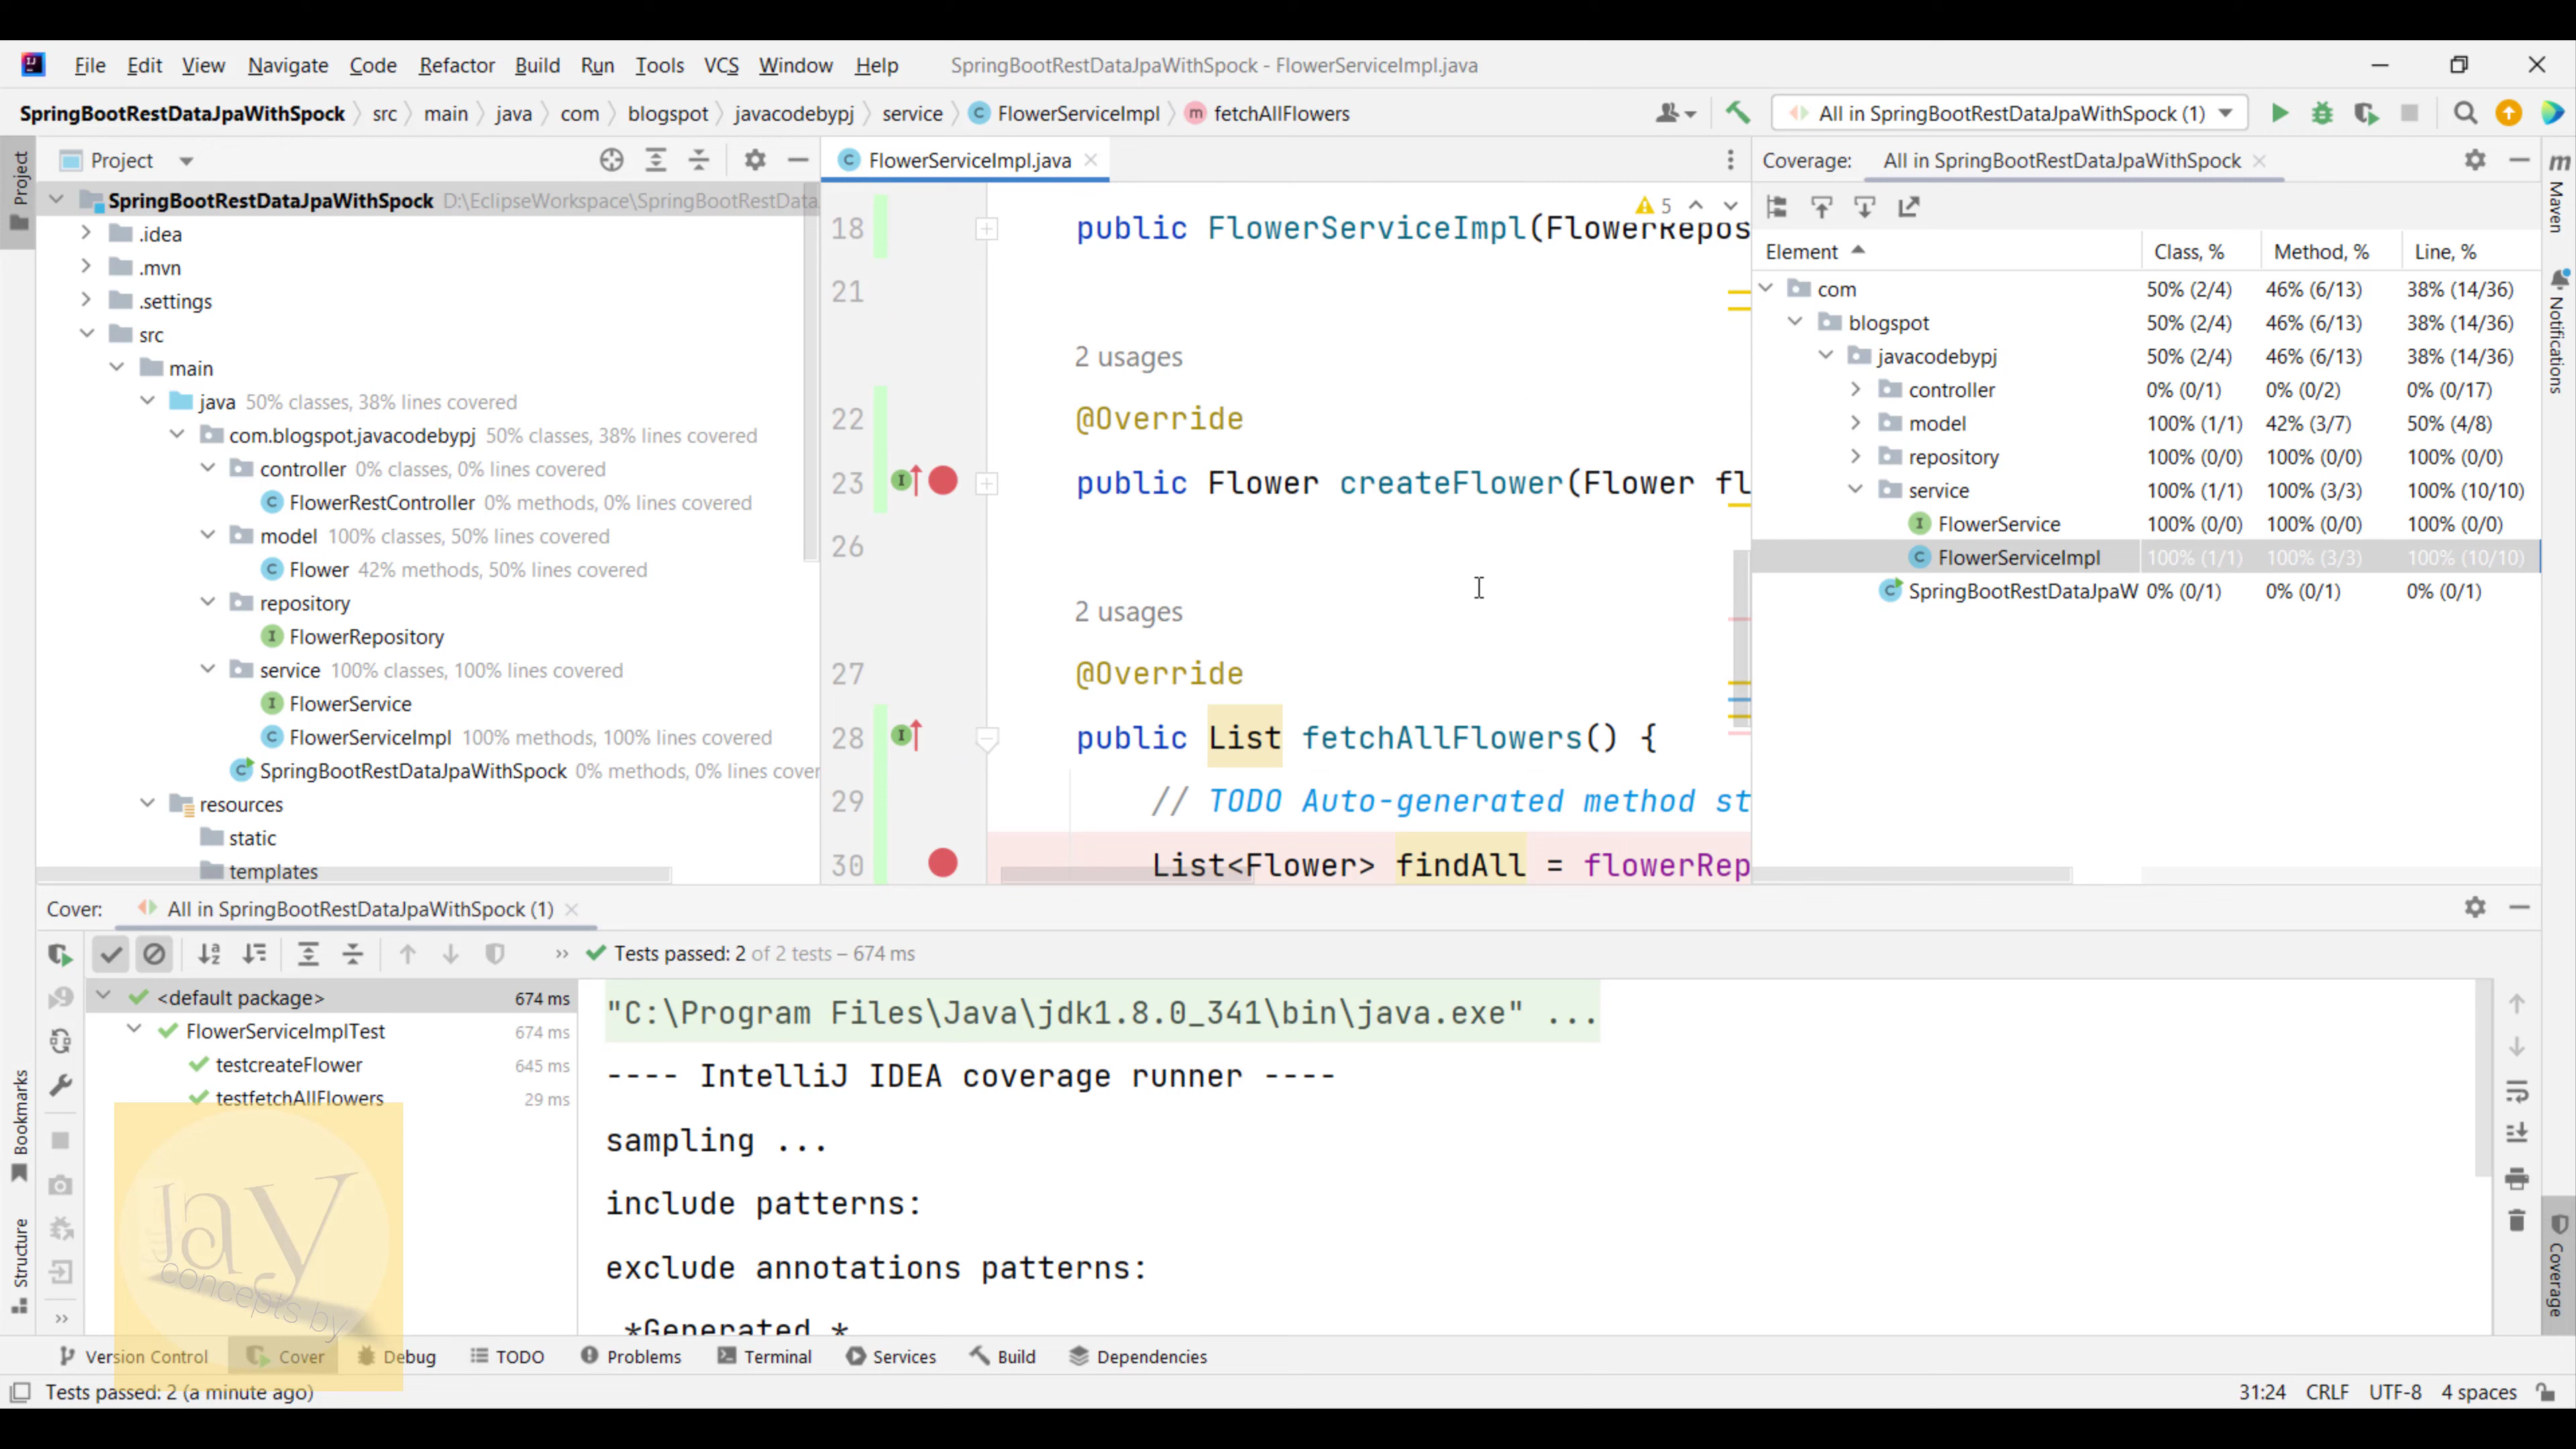 File Edit View Navigate Code Refactor Build Run Tools VCS Window Help SpringBootRestDataJpaWithSpock - FlowerServiceImpl.java
SpringBootRestDataJpaWithSpock src main java com blogspot javacodebypj service FlowerServiceImpl fetchAllFlowers All in SpringBootRestDataJpaWithSpock (1)
Project
Project
SpringBootRestDataJpaWithSpock D:\EclipseWorkspace\SpringBootRestData
.idea
.mvn
.settings
src
main
java 50% classes, 38% lines covered
com.blogspot.javacodebypj 50% classes, 38% lines covered
controller 0% classes, 0% lines covered
FlowerRestController 0% methods, 0% lines covered
model 100% classes, 50% lines covered
Flower 42% methods, 50% lines covered
repository
FlowerRepository
service 100% classes, 100% lines covered
FlowerService
FlowerServiceImpl 100% methods, 100% lines covered
SpringBootRestDataJpaWithSpock 0% methods, 0% lines cover
resources
static
templates
FlowerServiceImpl.java
5
18 public FlowerServiceImpl(FlowerRepos
21
2 usages
22 @Override
23 public Flower createFlower(Flower fl
26
2 usages
27 @Override
28 public List fetchAllFlowers() {
29 // TODO Auto-generated method st
30 List<Flower> findAll = flowerRep
Coverage: All in SpringBootRestDataJpaWithSpock
Element Class, % Method, % Line, %
com 50% (2/4) 46% (6/13) 38% (14/36)
blogspot 50% (2/4) 46% (6/13) 38% (14/36)
javacodebypj 50% (2/4) 46% (6/13) 38% (14/36)
controller 0% (0/1) 0% (0/2) 0% (0/17)
model 100% (1/1) 42% (3/7) 50% (4/8)
repository 100% (0/0) 100% (0/0) 100% (0/0)
service 100% (1/1) 100% (3/3) 100% (10/10)
FlowerService 100% (0/0) 100% (0/0) 100% (0/0)
FlowerServiceImpl 100% (1/1) 100% (3/3) 100% (10/10)
SpringBootRestDataJpaW 0% (0/1) 0% (0/1) 0% (0/1)
Maven
Notifications
Coverage
Cover: All in SpringBootRestDataJpaWithSpock (1)
Tests passed: 2 of 2 tests – 674 ms
<default package> 674 ms
FlowerServiceImplTest 674 ms
testcreateFlower 645 ms
testfetchAllFlowers 29 ms
"C:\Program Files\Java\jdk1.8.0_341\bin\java.exe" ...
---- IntelliJ IDEA coverage runner ----
sampling ...
include patterns:
exclude annotations patterns:
*Generated *
Bookmarks
Structure
Jay
concepts by
Version Control Cover Debug TODO Problems Terminal Services Build Dependencies
Tests passed: 2 (a minute ago) 31:24 CRLF UTF-8 4 spaces